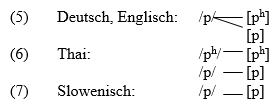 (5) Deutsch, Englisch: /p/ [pʰ]
[p]
(6) Thai: /pʰ/ [pʰ]
/p/ [p]
(7) Slowenisch: /p/ [p]